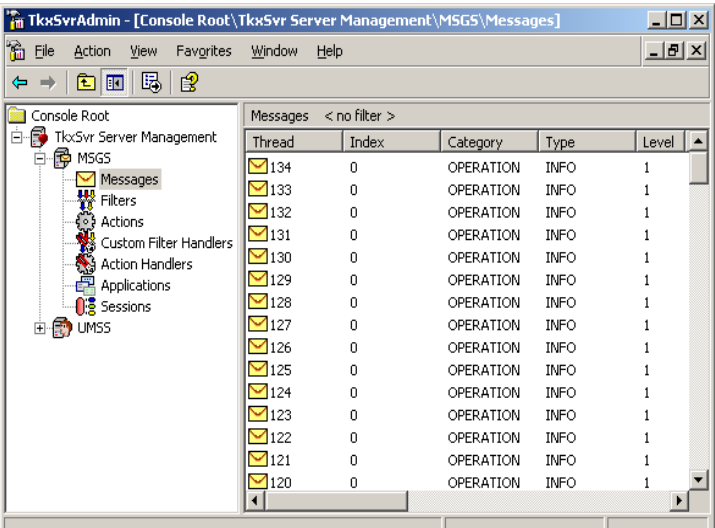 TkxSvrAdmin - [Console Root\TkxSvr Server Management\MSGS\Messages]
File Action View Favorites Window Help
Console Root
TkxSvr Server Management
MSGS
Messages
Filters
Actions
Custom Filter Handlers
Action Handlers
Applications
Sessions
UMSS
Messages < no filter >
Thread Index Category Type Level
134 0 OPERATION INFO 1
133 0 OPERATION INFO 1
132 0 OPERATION INFO 1
131 0 OPERATION INFO 1
130 0 OPERATION INFO 1
129 0 OPERATION INFO 1
128 0 OPERATION INFO 1
127 0 OPERATION INFO 1
126 0 OPERATION INFO 1
125 0 OPERATION INFO 1
124 0 OPERATION INFO 1
123 0 OPERATION INFO 1
122 0 OPERATION INFO 1
121 0 OPERATION INFO 1
120 0 OPERATION INFO 1